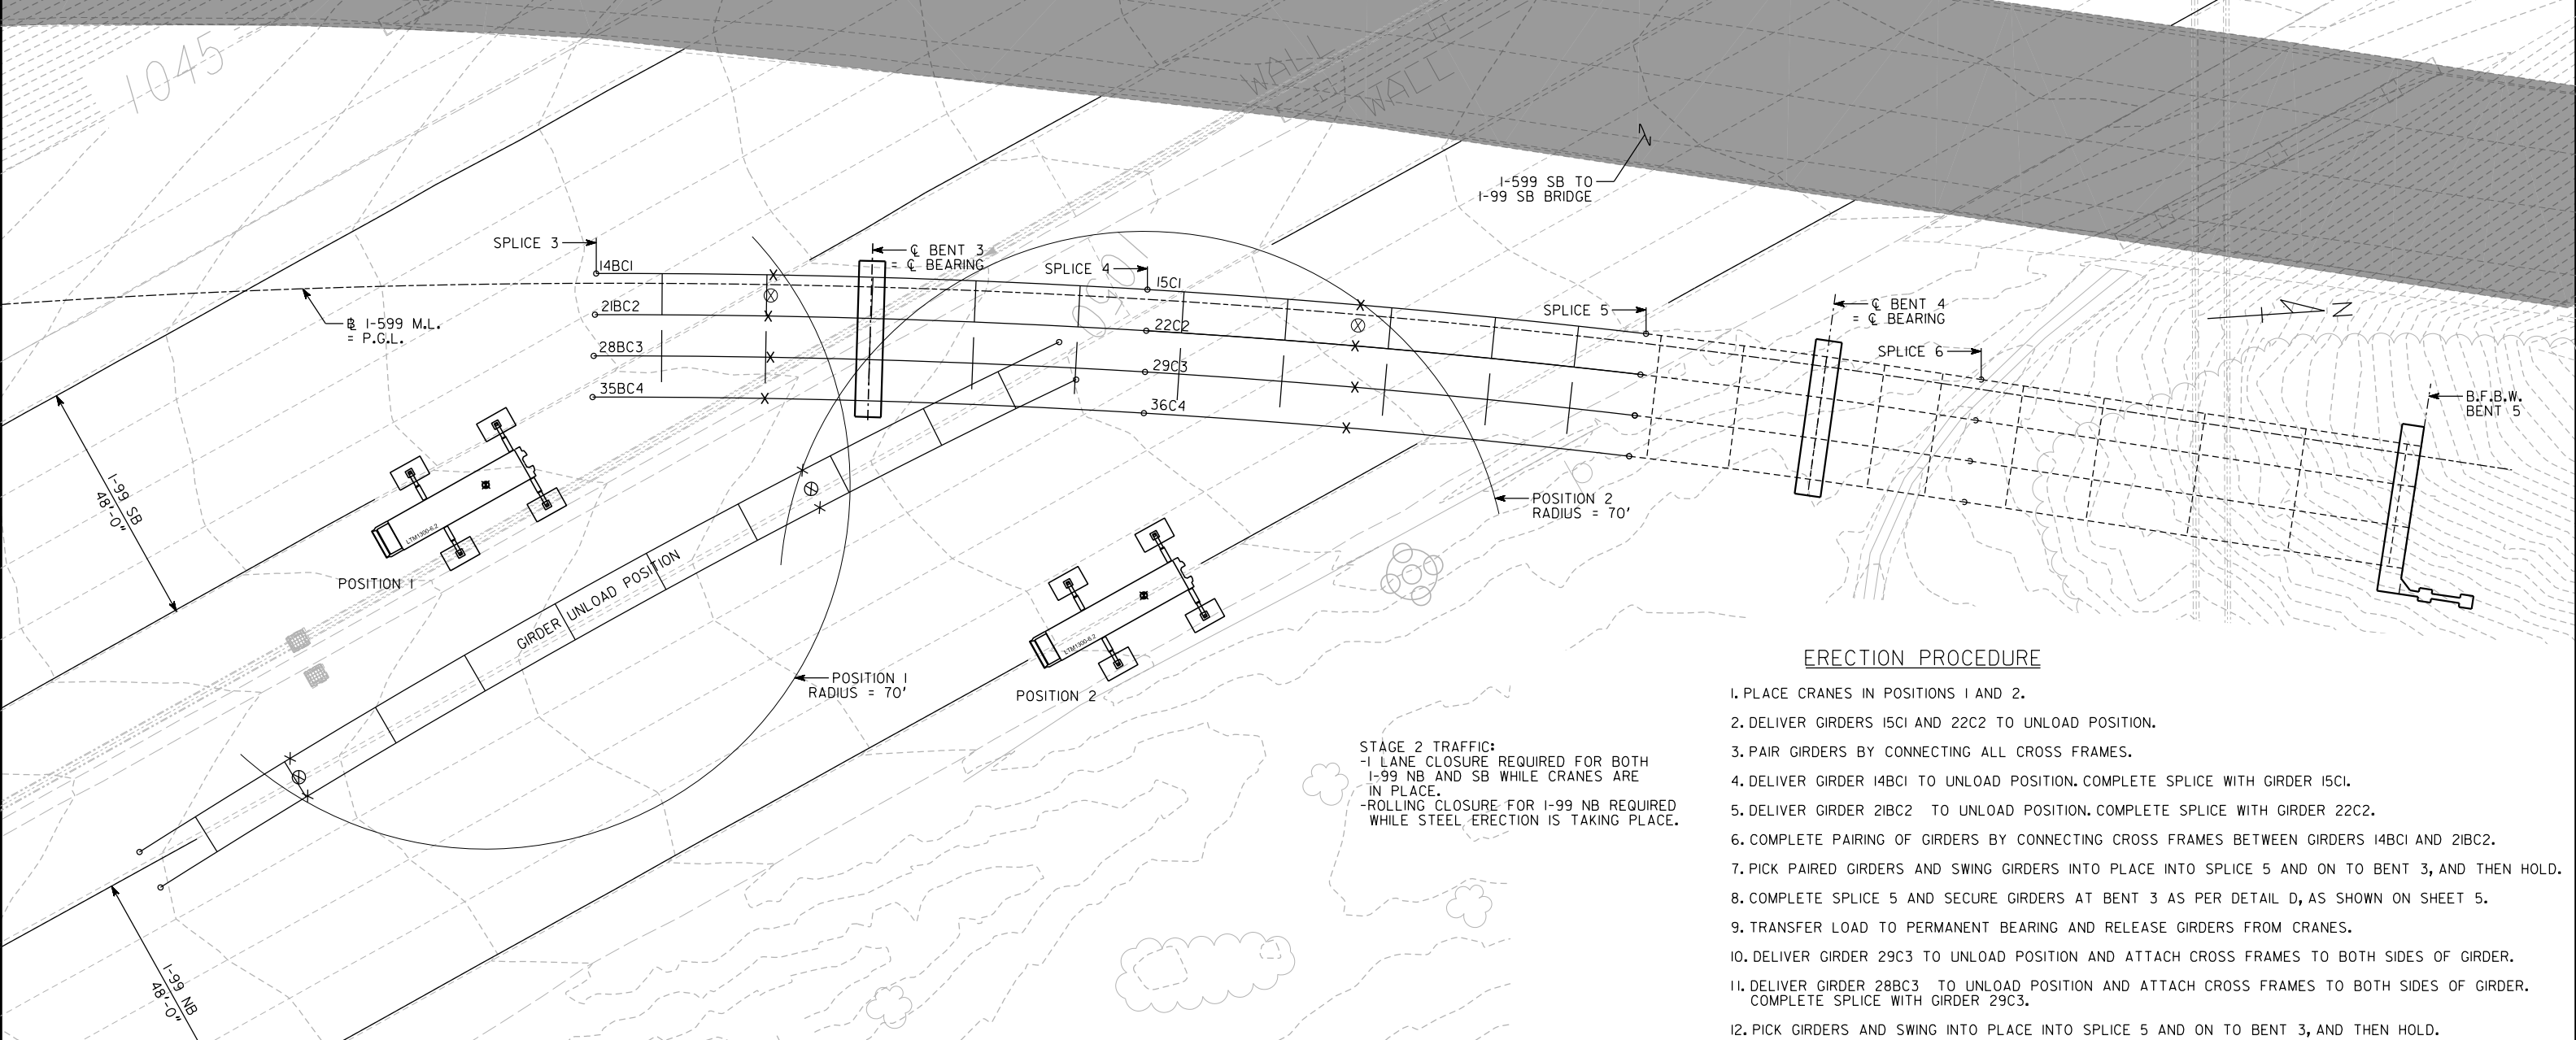 1045
WALL
WALL
I-599 SB TO
I-99 SB BRIDGE
SPLICE 3
14BC1
℄ BENT 3
= ℄ BEARING
SPLICE 4
15C1
21BC2
22C2
SPLICE 5
℄ BENT 4
= ℄ BEARING
N
SPLICE 6
℄ I-599 M.L.
= P.G.L.
28BC3
29C3
35BC4
36C4
B.F.B.W.
BENT 5
I-99 SB
48'-0"
LTM1300-6.2
POSITION 1
GIRDER UNLOAD POSITION
POSITION 2
RADIUS = 70'
LTM1300-6.2
POSITION 2
POSITION 1
RADIUS = 70'
I-99 NB
48'-0"
STAGE 2 TRAFFIC:
-1 LANE CLOSURE REQUIRED FOR BOTH
I-99 NB AND SB WHILE CRANES ARE
IN PLACE.
-ROLLING CLOSURE FOR I-99 NB REQUIRED
WHILE STEEL ERECTION IS TAKING PLACE.
ERECTION PROCEDURE
1. PLACE CRANES IN POSITIONS 1 AND 2.
2. DELIVER GIRDERS 15C1 AND 22C2 TO UNLOAD POSITION.
3. PAIR GIRDERS BY CONNECTING ALL CROSS FRAMES.
4. DELIVER GIRDER 14BC1 TO UNLOAD POSITION. COMPLETE SPLICE WITH GIRDER 15C1.
5. DELIVER GIRDER 21BC2 TO UNLOAD POSITION. COMPLETE SPLICE WITH GIRDER 22C2.
6. COMPLETE PAIRING OF GIRDERS BY CONNECTING CROSS FRAMES BETWEEN GIRDERS 14BC1 AND 21BC2.
7. PICK PAIRED GIRDERS AND SWING GIRDERS INTO PLACE INTO SPLICE 5 AND ON TO BENT 3, AND THEN HOLD.
8. COMPLETE SPLICE 5 AND SECURE GIRDERS AT BENT 3 AS PER DETAIL D, AS SHOWN ON SHEET 5.
9. TRANSFER LOAD TO PERMANENT BEARING AND RELEASE GIRDERS FROM CRANES.
10. DELIVER GIRDER 29C3 TO UNLOAD POSITION AND ATTACH CROSS FRAMES TO BOTH SIDES OF GIRDER.
11. DELIVER GIRDER 28BC3 TO UNLOAD POSITION AND ATTACH CROSS FRAMES TO BOTH SIDES OF GIRDER.
COMPLETE SPLICE WITH GIRDER 29C3.
12. PICK GIRDERS AND SWING INTO PLACE INTO SPLICE 5 AND ON TO BENT 3, AND THEN HOLD.